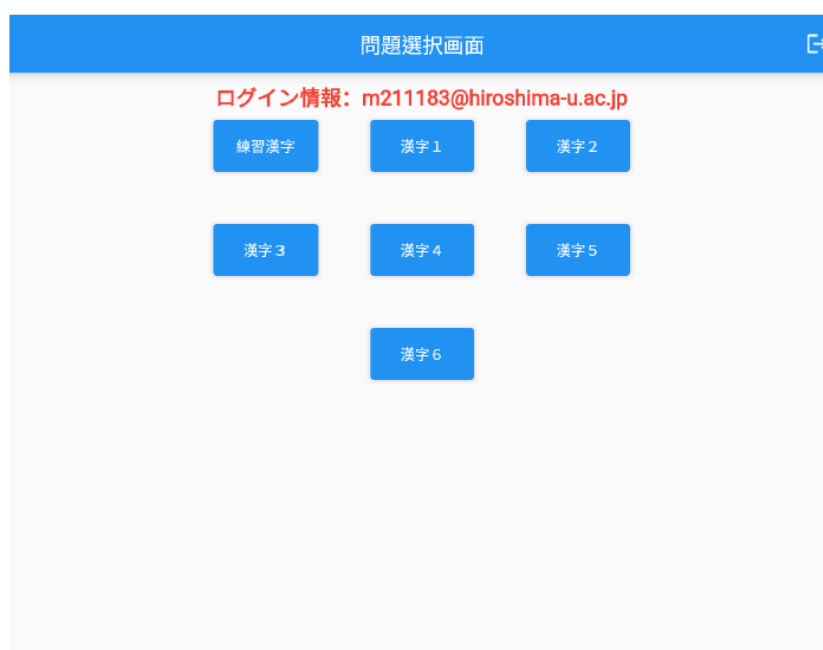 問題選択画面
ログイン情報：m211183@hiroshima-u.ac.jp
練習漢字 漢字１ 漢字２
漢字３ 漢字４ 漢字５
漢字６